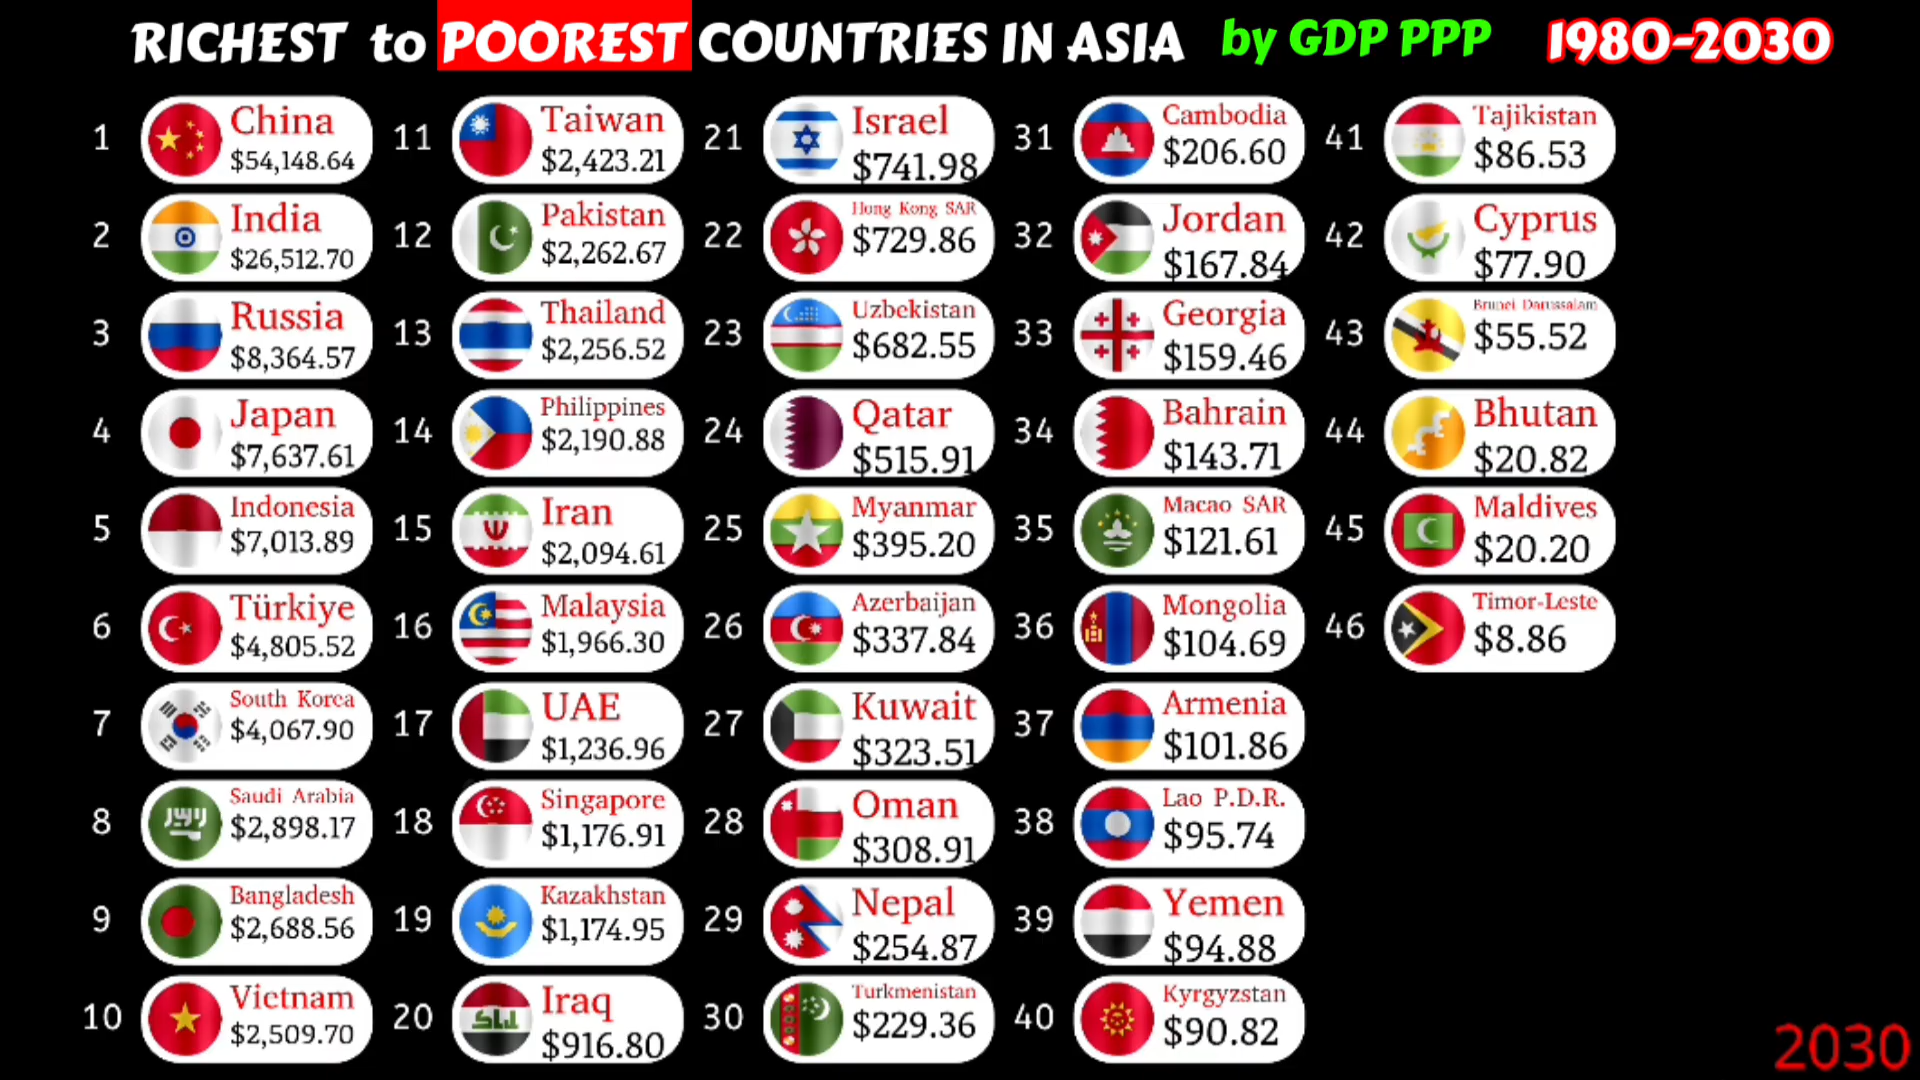 RICHEST to POOREST COUNTRIES IN ASIA by GDP PPP 1980-2030
1 China
$54,148.64
2 India
$26,512.70
3 Russia
$8,364.57
4 Japan
$7,637.61
5 Indonesia
$7,013.89
6 Türkiye
$4,805.52
7 South Korea
$4,067.90
8 Saudi Arabia
$2,898.17
9 Bangladesh
$2,688.56
10 Vietnam
$2,509.70
11 Taiwan
$2,423.21
12 Pakistan
$2,262.67
13 Thailand
$2,256.52
14 Philippines
$2,190.88
15 Iran
$2,094.61
16 Malaysia
$1,966.30
17 UAE
$1,236.96
18 Singapore
$1,176.91
19 Kazakhstan
$1,174.95
20 Iraq
$916.80
21 Israel
$741.98
22 Hong Kong SAR
$729.86
23 Uzbekistan
$682.55
24 Qatar
$515.91
25 Myanmar
$395.20
26 Azerbaijan
$337.84
27 Kuwait
$323.51
28 Oman
$308.91
29 Nepal
$254.87
30 Turkmenistan
$229.36
31 Cambodia
$206.60
32 Jordan
$167.84
33 Georgia
$159.46
34 Bahrain
$143.71
35 Macao SAR
$121.61
36 Mongolia
$104.69
37 Armenia
$101.86
38 Lao P.D.R.
$95.74
39 Yemen
$94.88
40 Kyrgyzstan
$90.82
41 Tajikistan
$86.53
42 Cyprus
$77.90
43 Brunei Darussalam
$55.52
44 Bhutan
$20.82
45 Maldives
$20.20
46 Timor-Leste
$8.86
2030